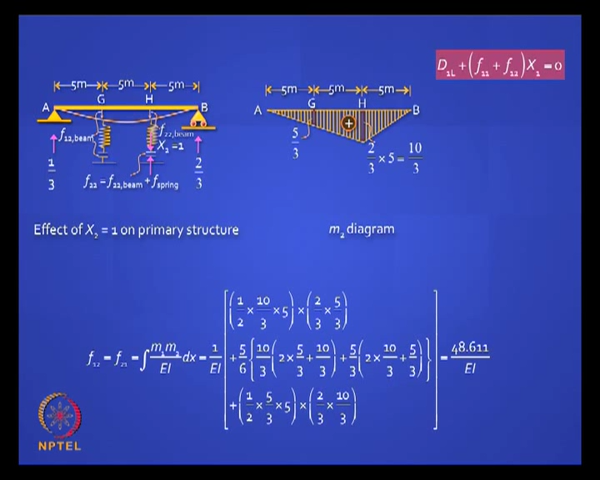 D₁L + (f₁₁ + f₁₂)X₁ = 0
5m 5m 5m
A G H B
f₁₂,beam f₂₂,beam
X₂=1
1/3 f₂₂ = f₂₂,beam + fspring 2/3
5m 5m 5m
A G H B
+
5/3 2/3 × 5 = 10/3
Effect of X₂ = 1 on primary structure
m₂ diagram
f₁₂ = f₂₁ = ∫ m₁m₂/EI dx = 1/EI [ (1/2 × 10/3 × 5) × (2/3 × 5/3)
+ 5/6 {10/3 (2 × 5/3 + 10/3) + 5/3 (2 × 10/3 + 5/3)}
+ (1/2 × 5/3 × 5) × (2/3 × 10/3) ] = 48.611/EI
NPTEL